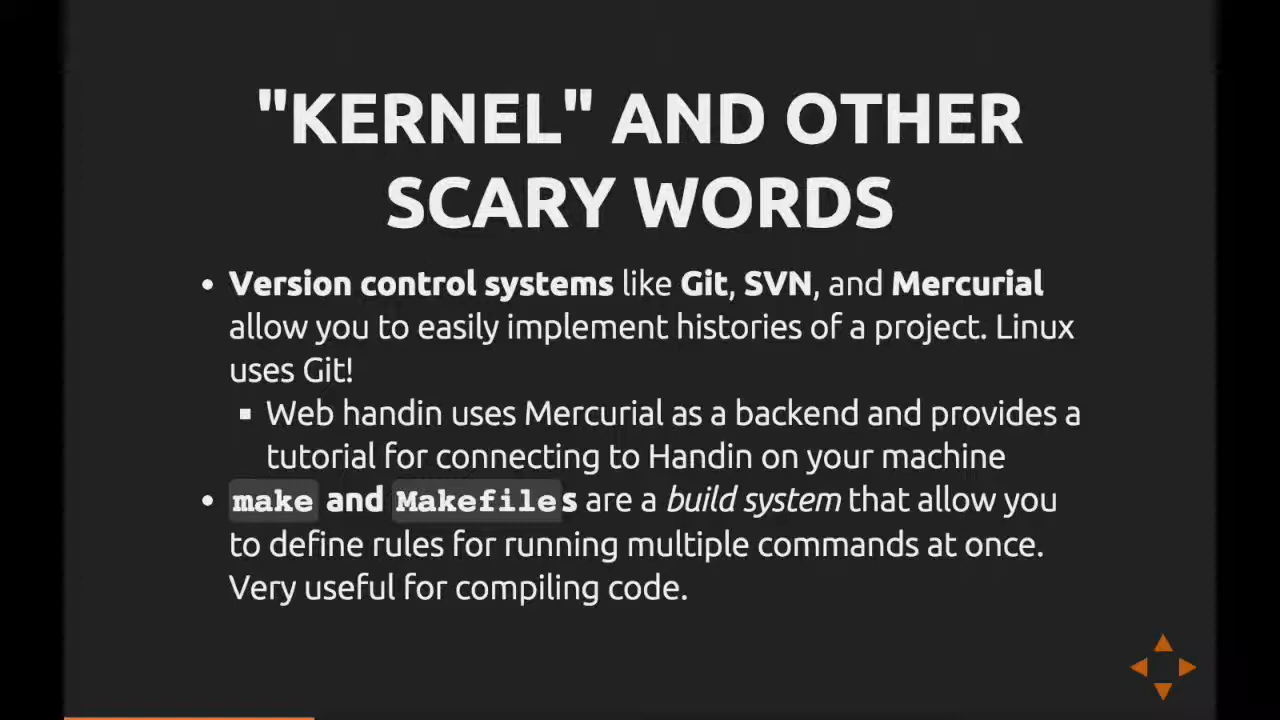 "KERNEL" AND OTHER
SCARY WORDS
• Version control systems like Git, SVN, and Mercurial
allow you to easily implement histories of a project. Linux
uses Git!
▪ Web handin uses Mercurial as a backend and provides a
tutorial for connecting to Handin on your machine
• make and Makefiles are a build system that allow you
to define rules for running multiple commands at once.
Very useful for compiling code.